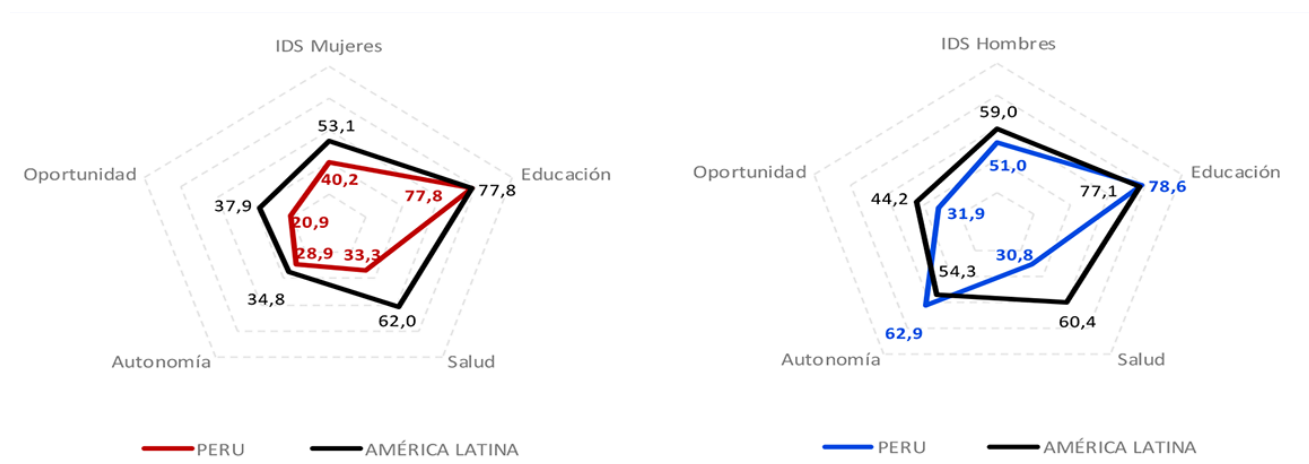 IDS Mujeres
53,1
Oportunidad
40,2
77,8
77,8
Educación
37,9
20,9
28,9
33,3
34,8
62,0
Autonomía
Salud
PERU
AMÉRICA LATINA
IDS Hombres
59,0
Oportunidad
51,0
77,1
78,6
Educación
44,2
31,9
30,8
54,3
62,9
60,4
Autonomía
Salud
PERU
AMÉRICA LATINA